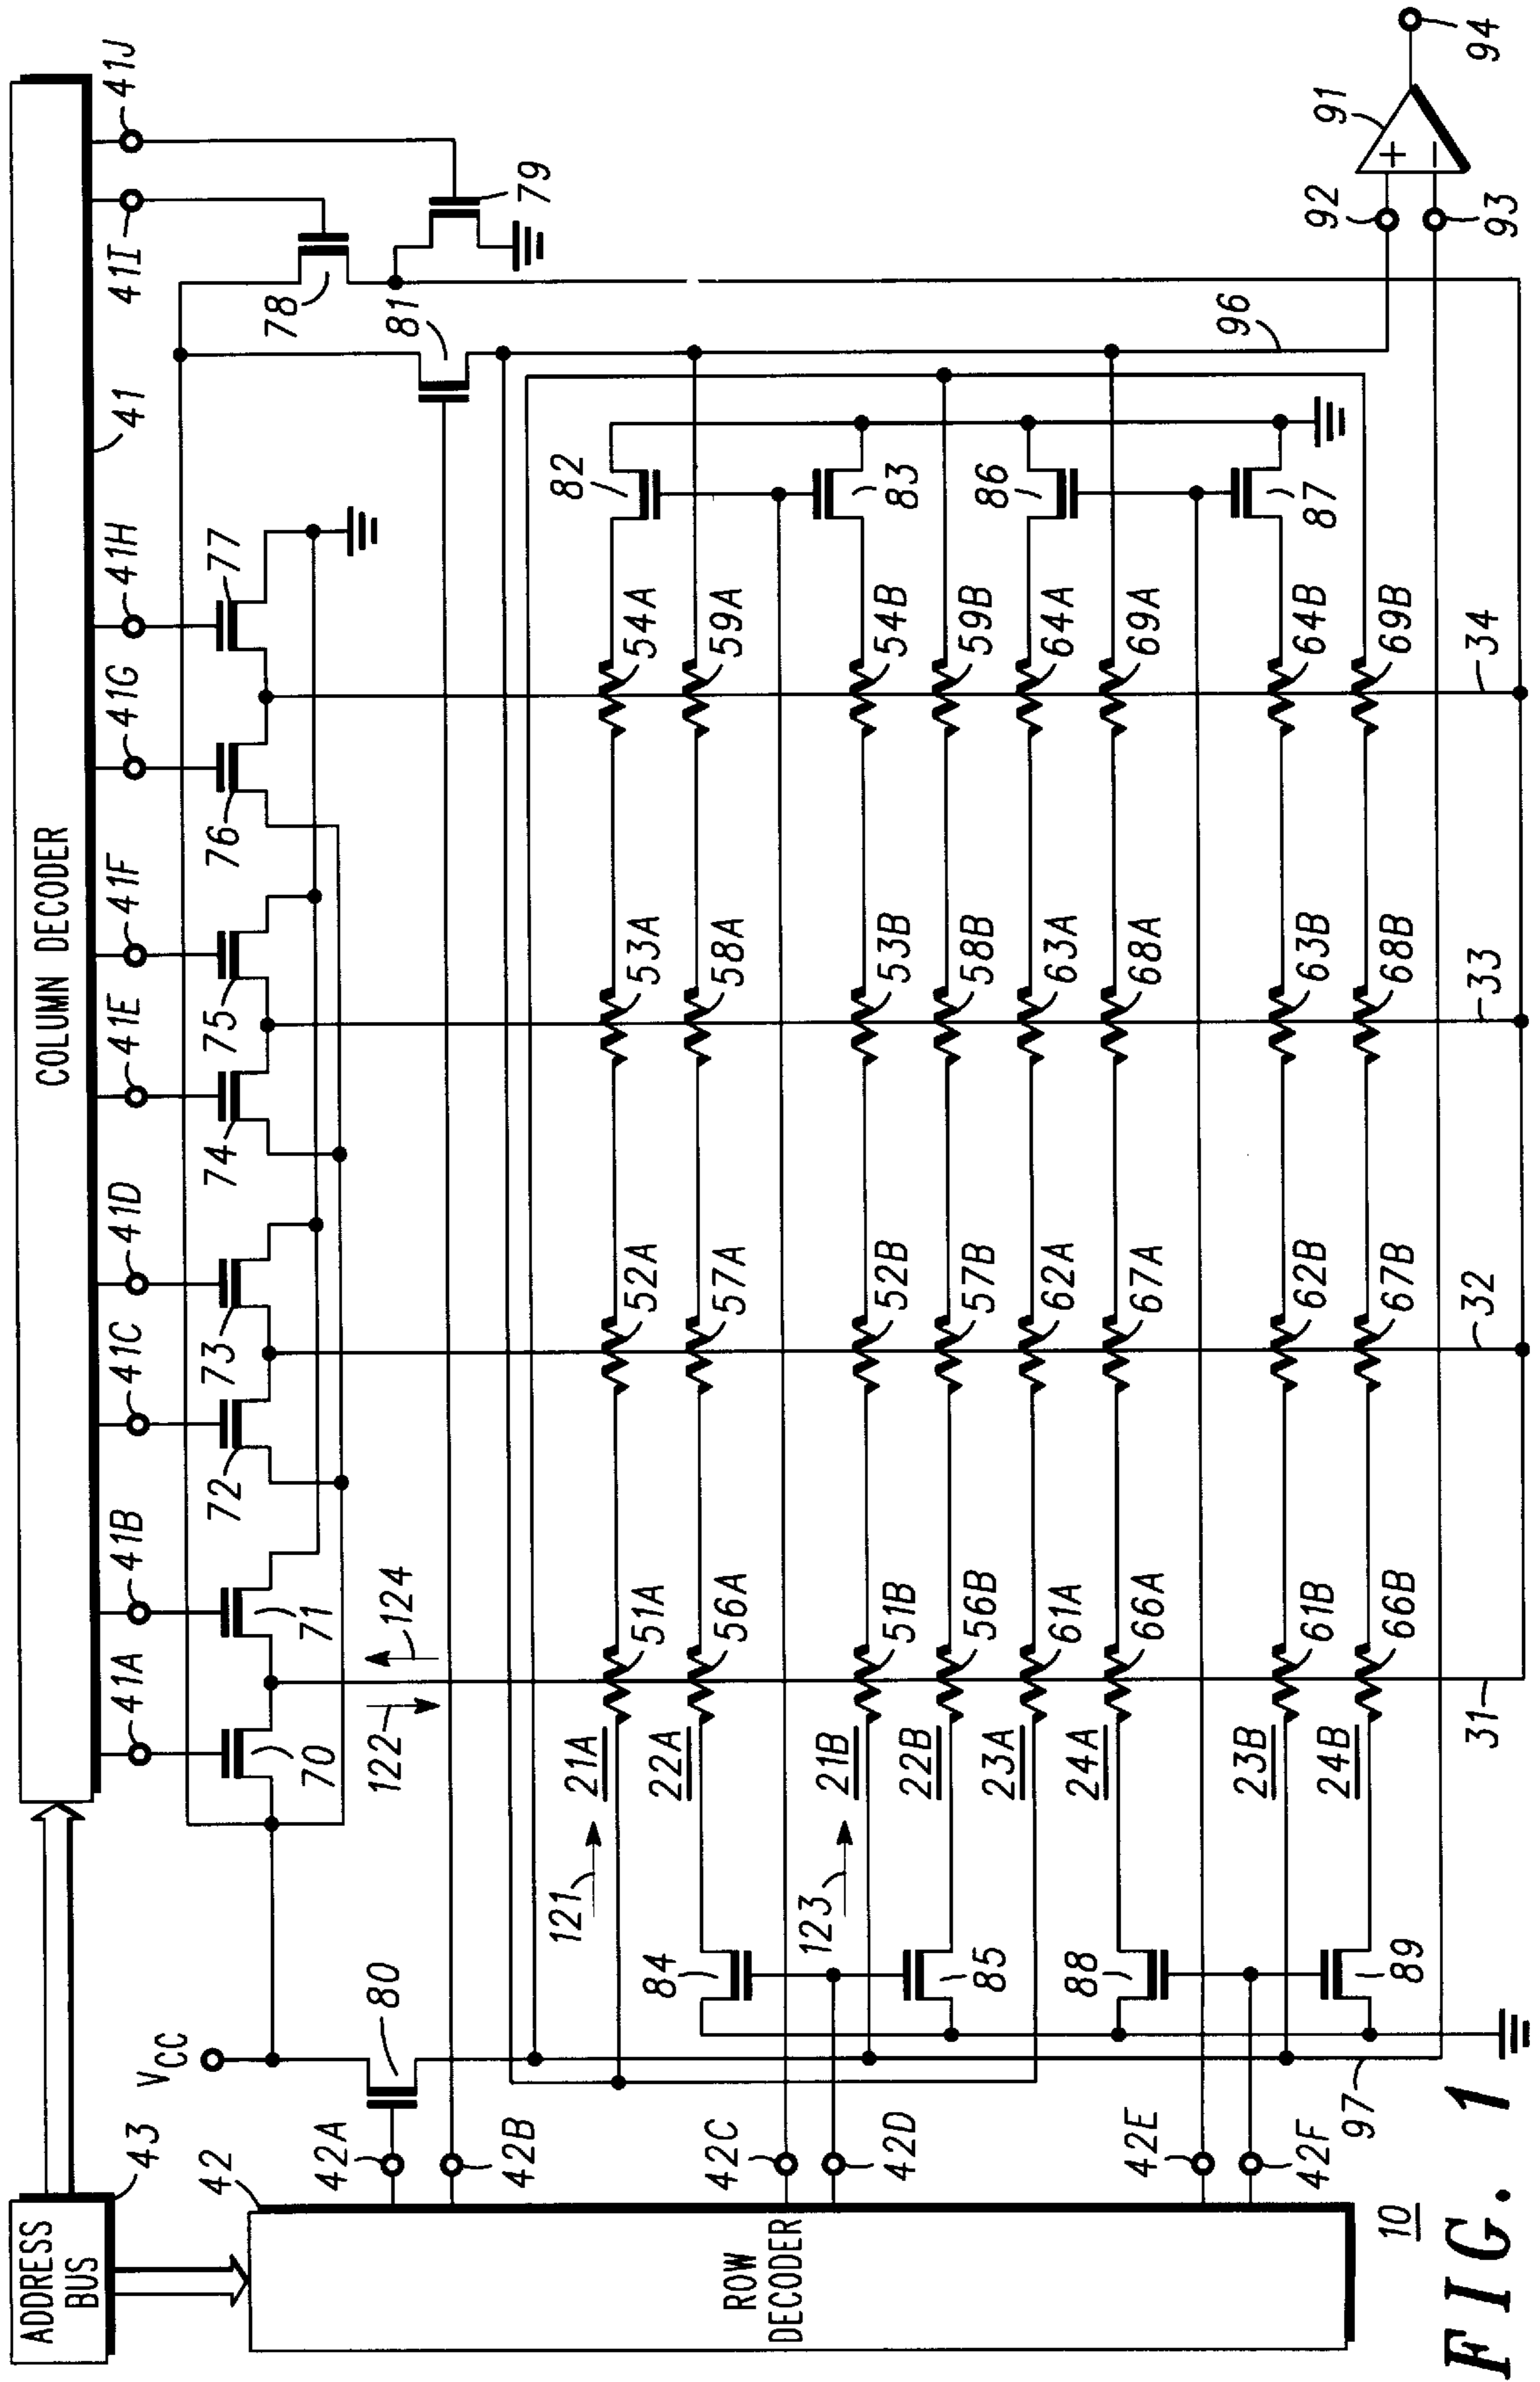 ADDRESS
BUS
43
COLUMN DECODER
41
41A
41B
41C
41D
41E
41F
41G
41H
41I
41J
VCC
70
71
72
73
74
75
76
77
78
79
122
124
42
ROW
DECODER
42A
80
42B
81
42C
42D
42E
42F
121
21A
51A
52A
53A
54A
82
84
22A
56A
57A
58A
59A
123
21B
51B
52B
53B
54B
83
85
22B
56B
57B
58B
59B
23A
61A
62A
63A
64A
86
88
24A
66A
67A
68A
69A
23B
61B
62B
63B
64B
87
89
24B
66B
67B
68B
69B
97
31
32
33
34
96
92
93
+
−
91
94
10
FIG. 1